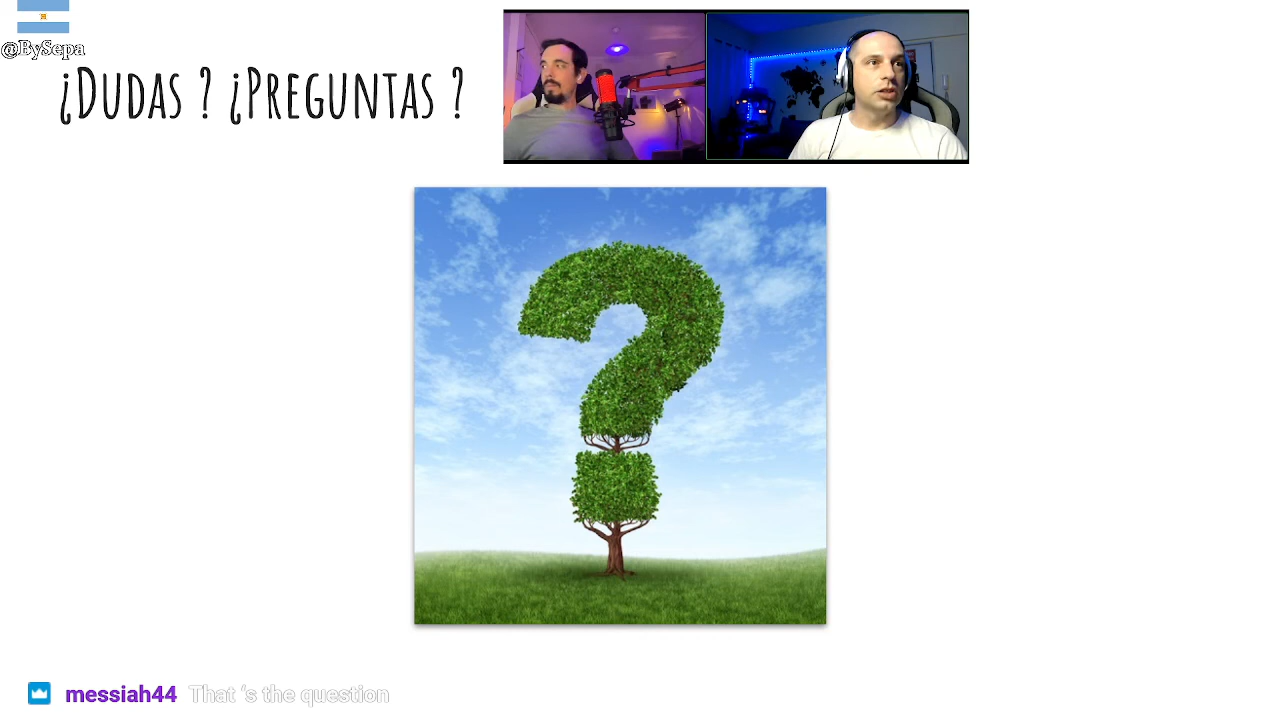 @BySepa
¿Dudas ? ¿Preguntas ?
messiah44 That ‘s the question